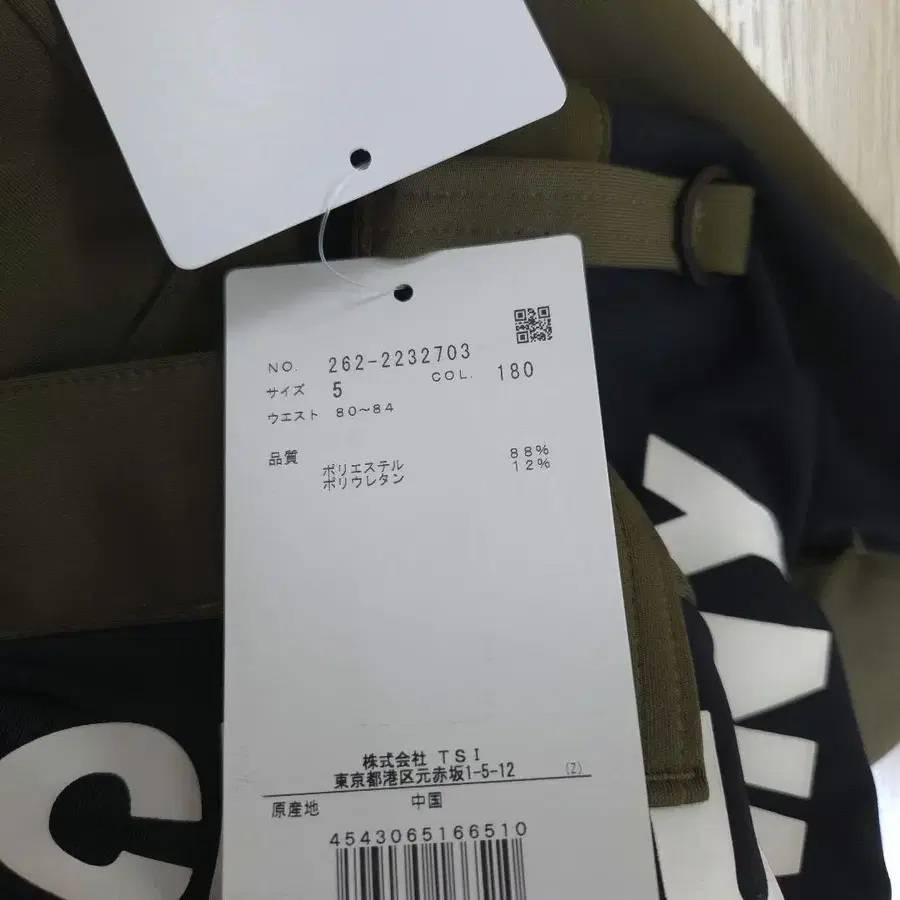 NO. 262-2232703
サイズ 5 COL. 180
ウエスト 80~84
品質 88%
ポリエステル 12%
ポリウレタン
株式会社 TSI
東京都港区元赤坂1-5-12 (Z)
原産地 中国
4543065166510
C